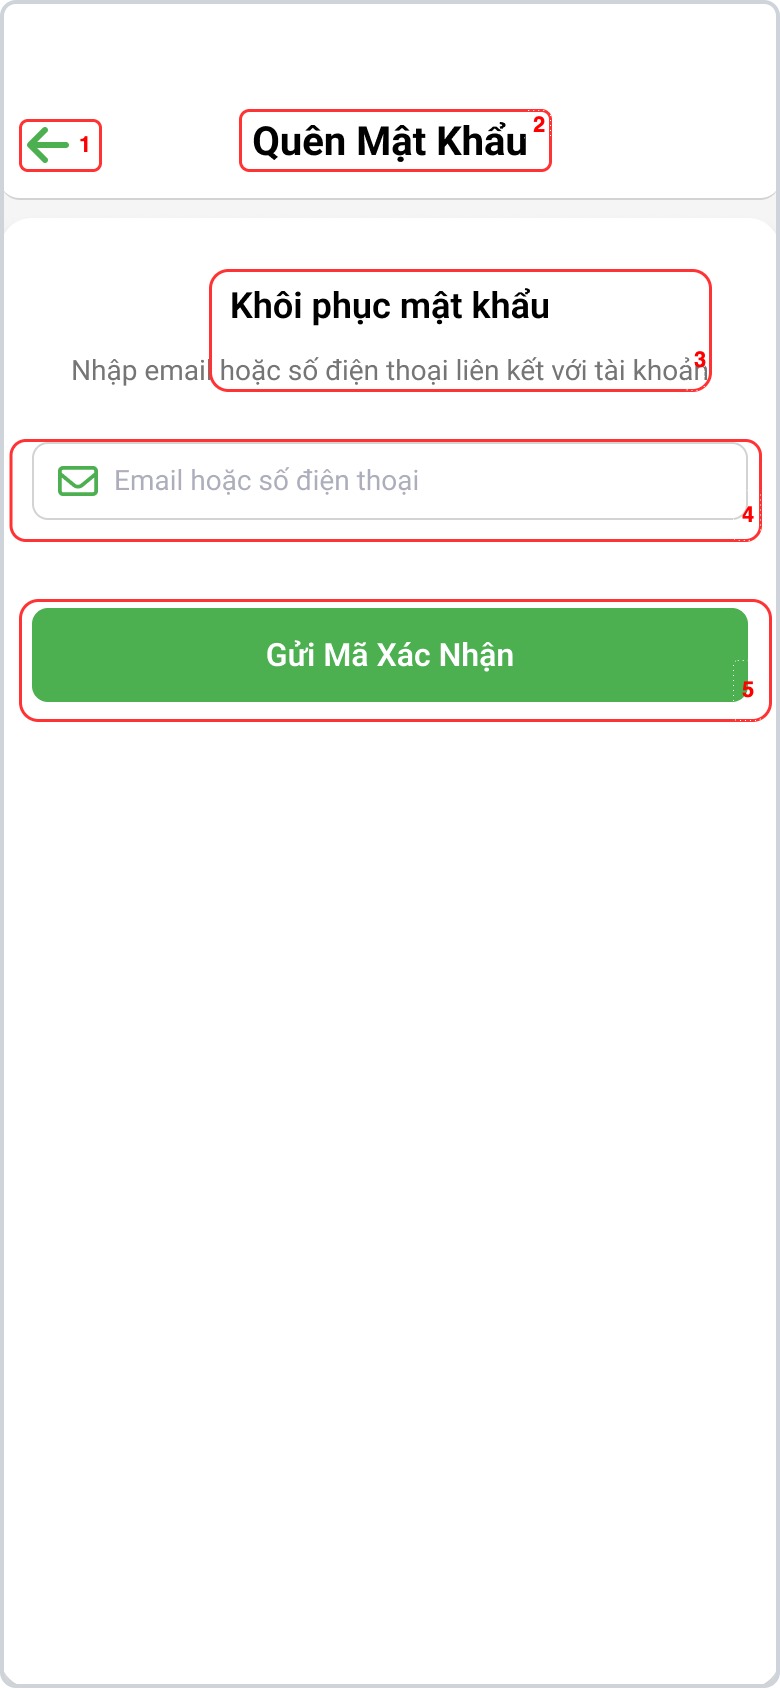 1
Quên Mật Khẩu 2
Khôi phục mật khẩu
Nhập email hoặc số điện thoại liên kết với tài khoản
3
Email hoặc số điện thoại
4
Gửi Mã Xác Nhận
5